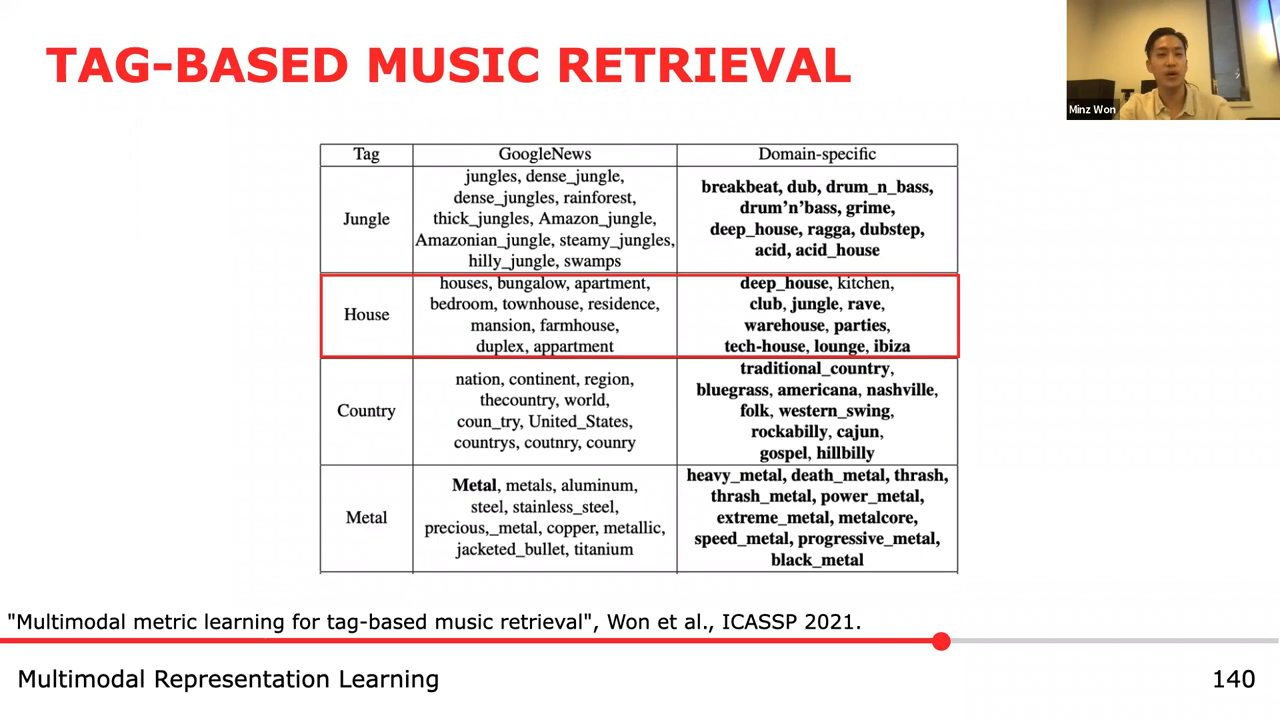 TAG-BASED MUSIC RETRIEVAL
Minz Won
Tag
GoogleNews
Domain-specific
Jungle
jungles, dense_jungle,
dense_jungles, rainforest,
thick_jungles, Amazon_jungle,
Amazonian_jungle, steamy_jungles,
hilly_jungle, swamps
breakbeat, dub, drum_n_bass,
drum'n'bass, grime,
deep_house, ragga, dubstep,
acid, acid_house
House
houses, bungalow, apartment,
bedroom, townhouse, residence,
mansion, farmhouse,
duplex, appartment
deep_house, kitchen,
club, jungle, rave,
warehouse, parties,
tech-house, lounge, ibiza
Country
nation, continent, region,
thecountry, world,
coun_try, United_States,
countrys, coutnry, counry
traditional_country,
bluegrass, americana, nashville,
folk, western_swing,
rockabilly, cajun,
gospel, hillbilly
Metal
Metal, metals, aluminum,
steel, stainless_steel,
precious,_metal, copper, metallic,
jacketed_bullet, titanium
heavy_metal, death_metal, thrash,
thrash_metal, power_metal,
extreme_metal, metalcore,
speed_metal, progressive_metal,
black_metal
"Multimodal metric learning for tag-based music retrieval", Won et al., ICASSP 2021.
Multimodal Representation Learning
140